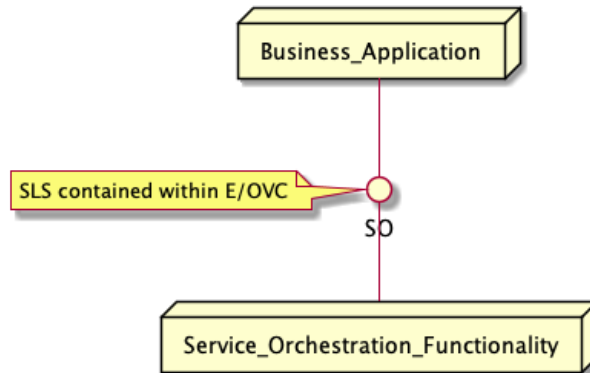 Business_Application
SLS contained within E/OVC
SO
Service_Orchestration_Functionality